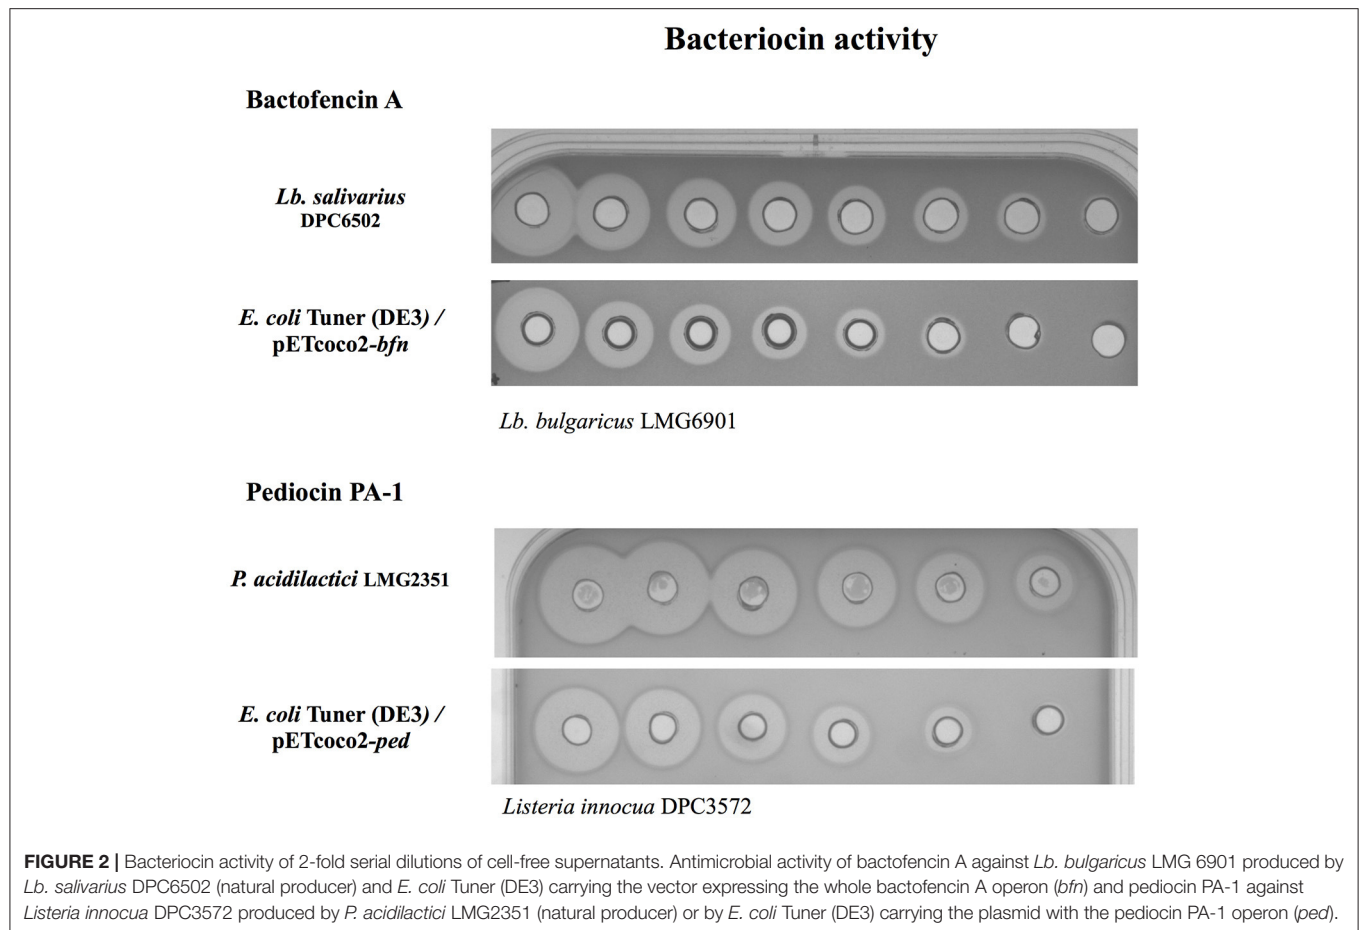 Bacteriocin activity
Bactofencin A
Lb. salivarius
DPC6502
E. coli Tuner (DE3) /
pETcoco2-bfn
Lb. bulgaricus LMG6901
Pediocin PA-1
P. acidilactici LMG2351
E. coli Tuner (DE3) /
pETcoco2-ped
Listeria innocua DPC3572
FIGURE 2 | Bacteriocin activity of 2-fold serial dilutions of cell-free supernatants. Antimicrobial activity of bactofencin A against Lb. bulgaricus LMG 6901 produced by
Lb. salivarius DPC6502 (natural producer) and E. coli Tuner (DE3) carrying the vector expressing the whole bactofencin A operon (bfn) and pediocin PA-1 against
Listeria innocua DPC3572 produced by P. acidilactici LMG2351 (natural producer) or by E. coli Tuner (DE3) carrying the plasmid with the pediocin PA-1 operon (ped).